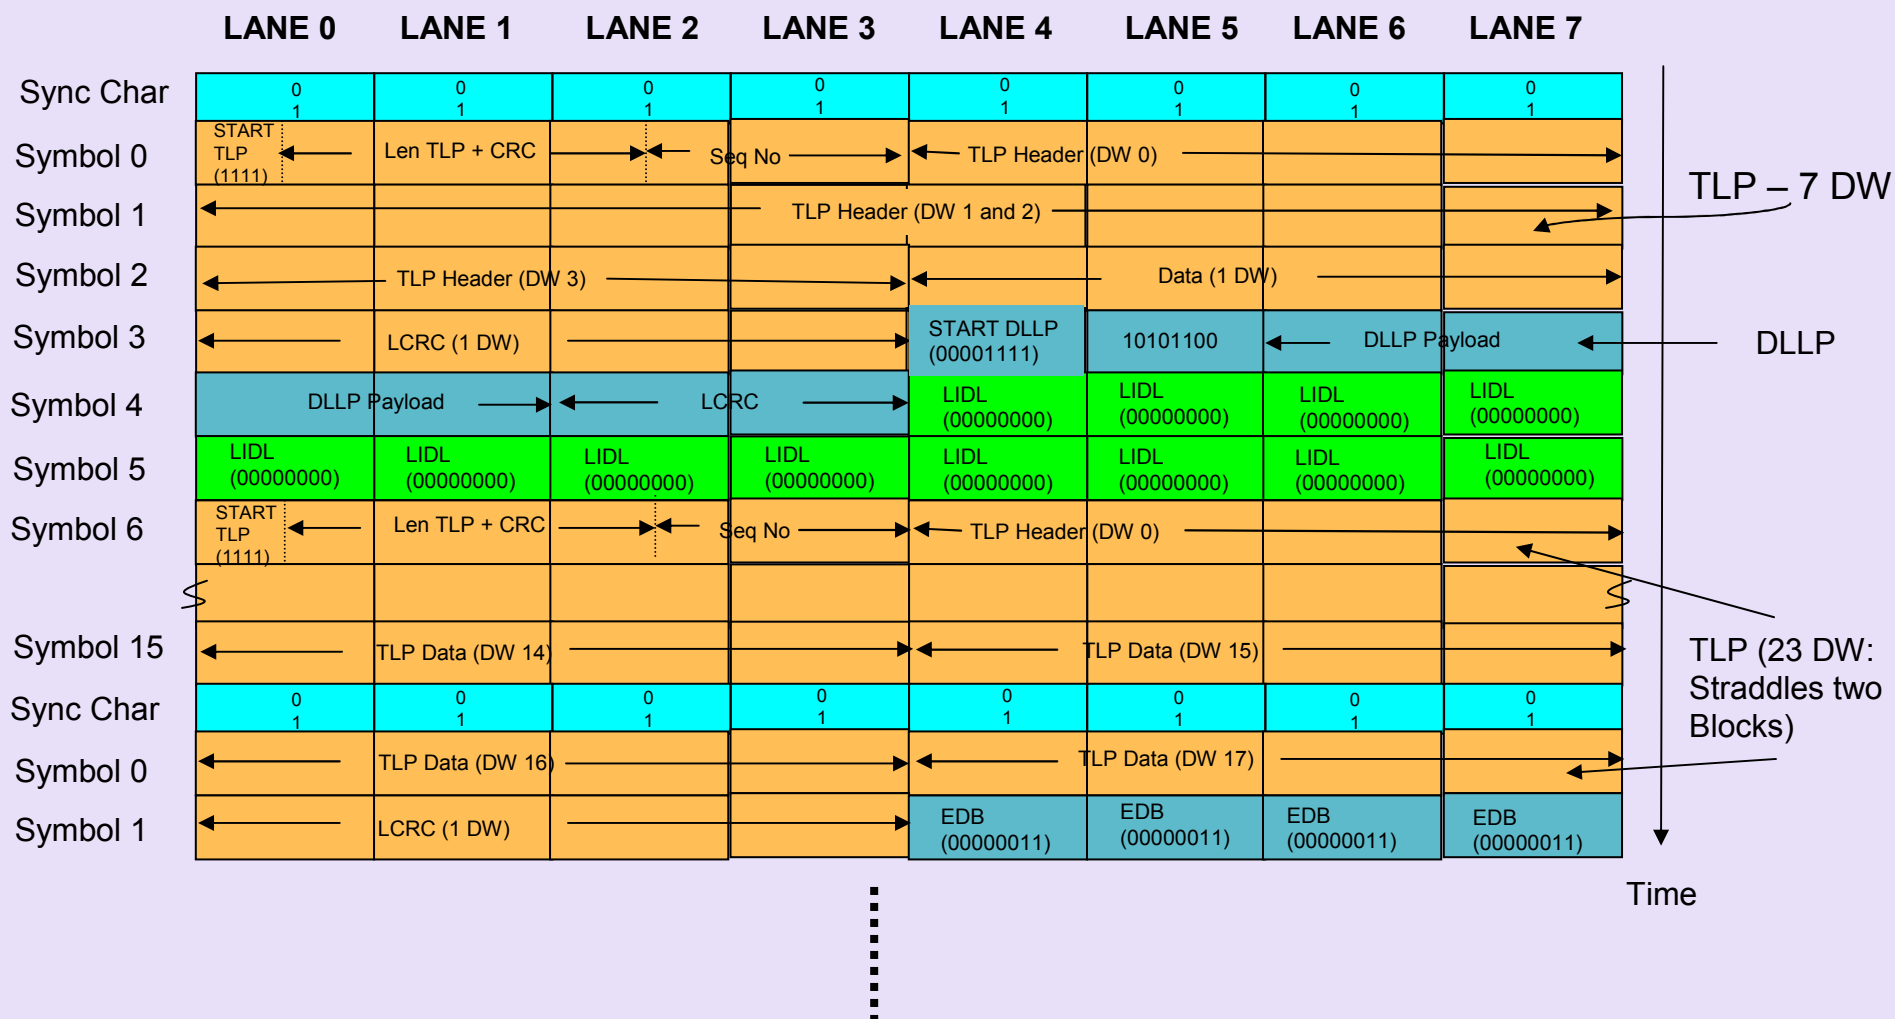 LANE 0 LANE 1 LANE 2 LANE 3 LANE 4 LANE 5 LANE 6 LANE 7
Sync Char 0 0 0 0 0 0 0 0
1 1 1 1 1 1 1 1
Symbol 0 START TLP (1111) Len TLP + CRC Seq No TLP Header (DW 0)
Symbol 1 TLP Header (DW 1 and 2)
TLP – 7 DW
Symbol 2 TLP Header (DW 3) Data (1 DW)
Symbol 3 LCRC (1 DW) START DLLP (00001111) 10101100 DLLP Payload
DLLP
Symbol 4 DLLP Payload LCRC LIDL (00000000) LIDL (00000000) LIDL (00000000) LIDL (00000000)
Symbol 5 LIDL (00000000) LIDL (00000000) LIDL (00000000) LIDL (00000000) LIDL (00000000) LIDL (00000000) LIDL (00000000) LIDL (00000000)
Symbol 6 START TLP (1111) Len TLP + CRC Seq No TLP Header (DW 0)
Symbol 15 TLP Data (DW 14) TLP Data (DW 15)
TLP (23 DW:
Straddles two
Blocks)
Sync Char 0 0 0 0 0 0 0 0
1 1 1 1 1 1 1 1
Symbol 0 TLP Data (DW 16) TLP Data (DW 17)
Symbol 1 LCRC (1 DW) EDB (00000011) EDB (00000011) EDB (00000011) EDB (00000011)
Time